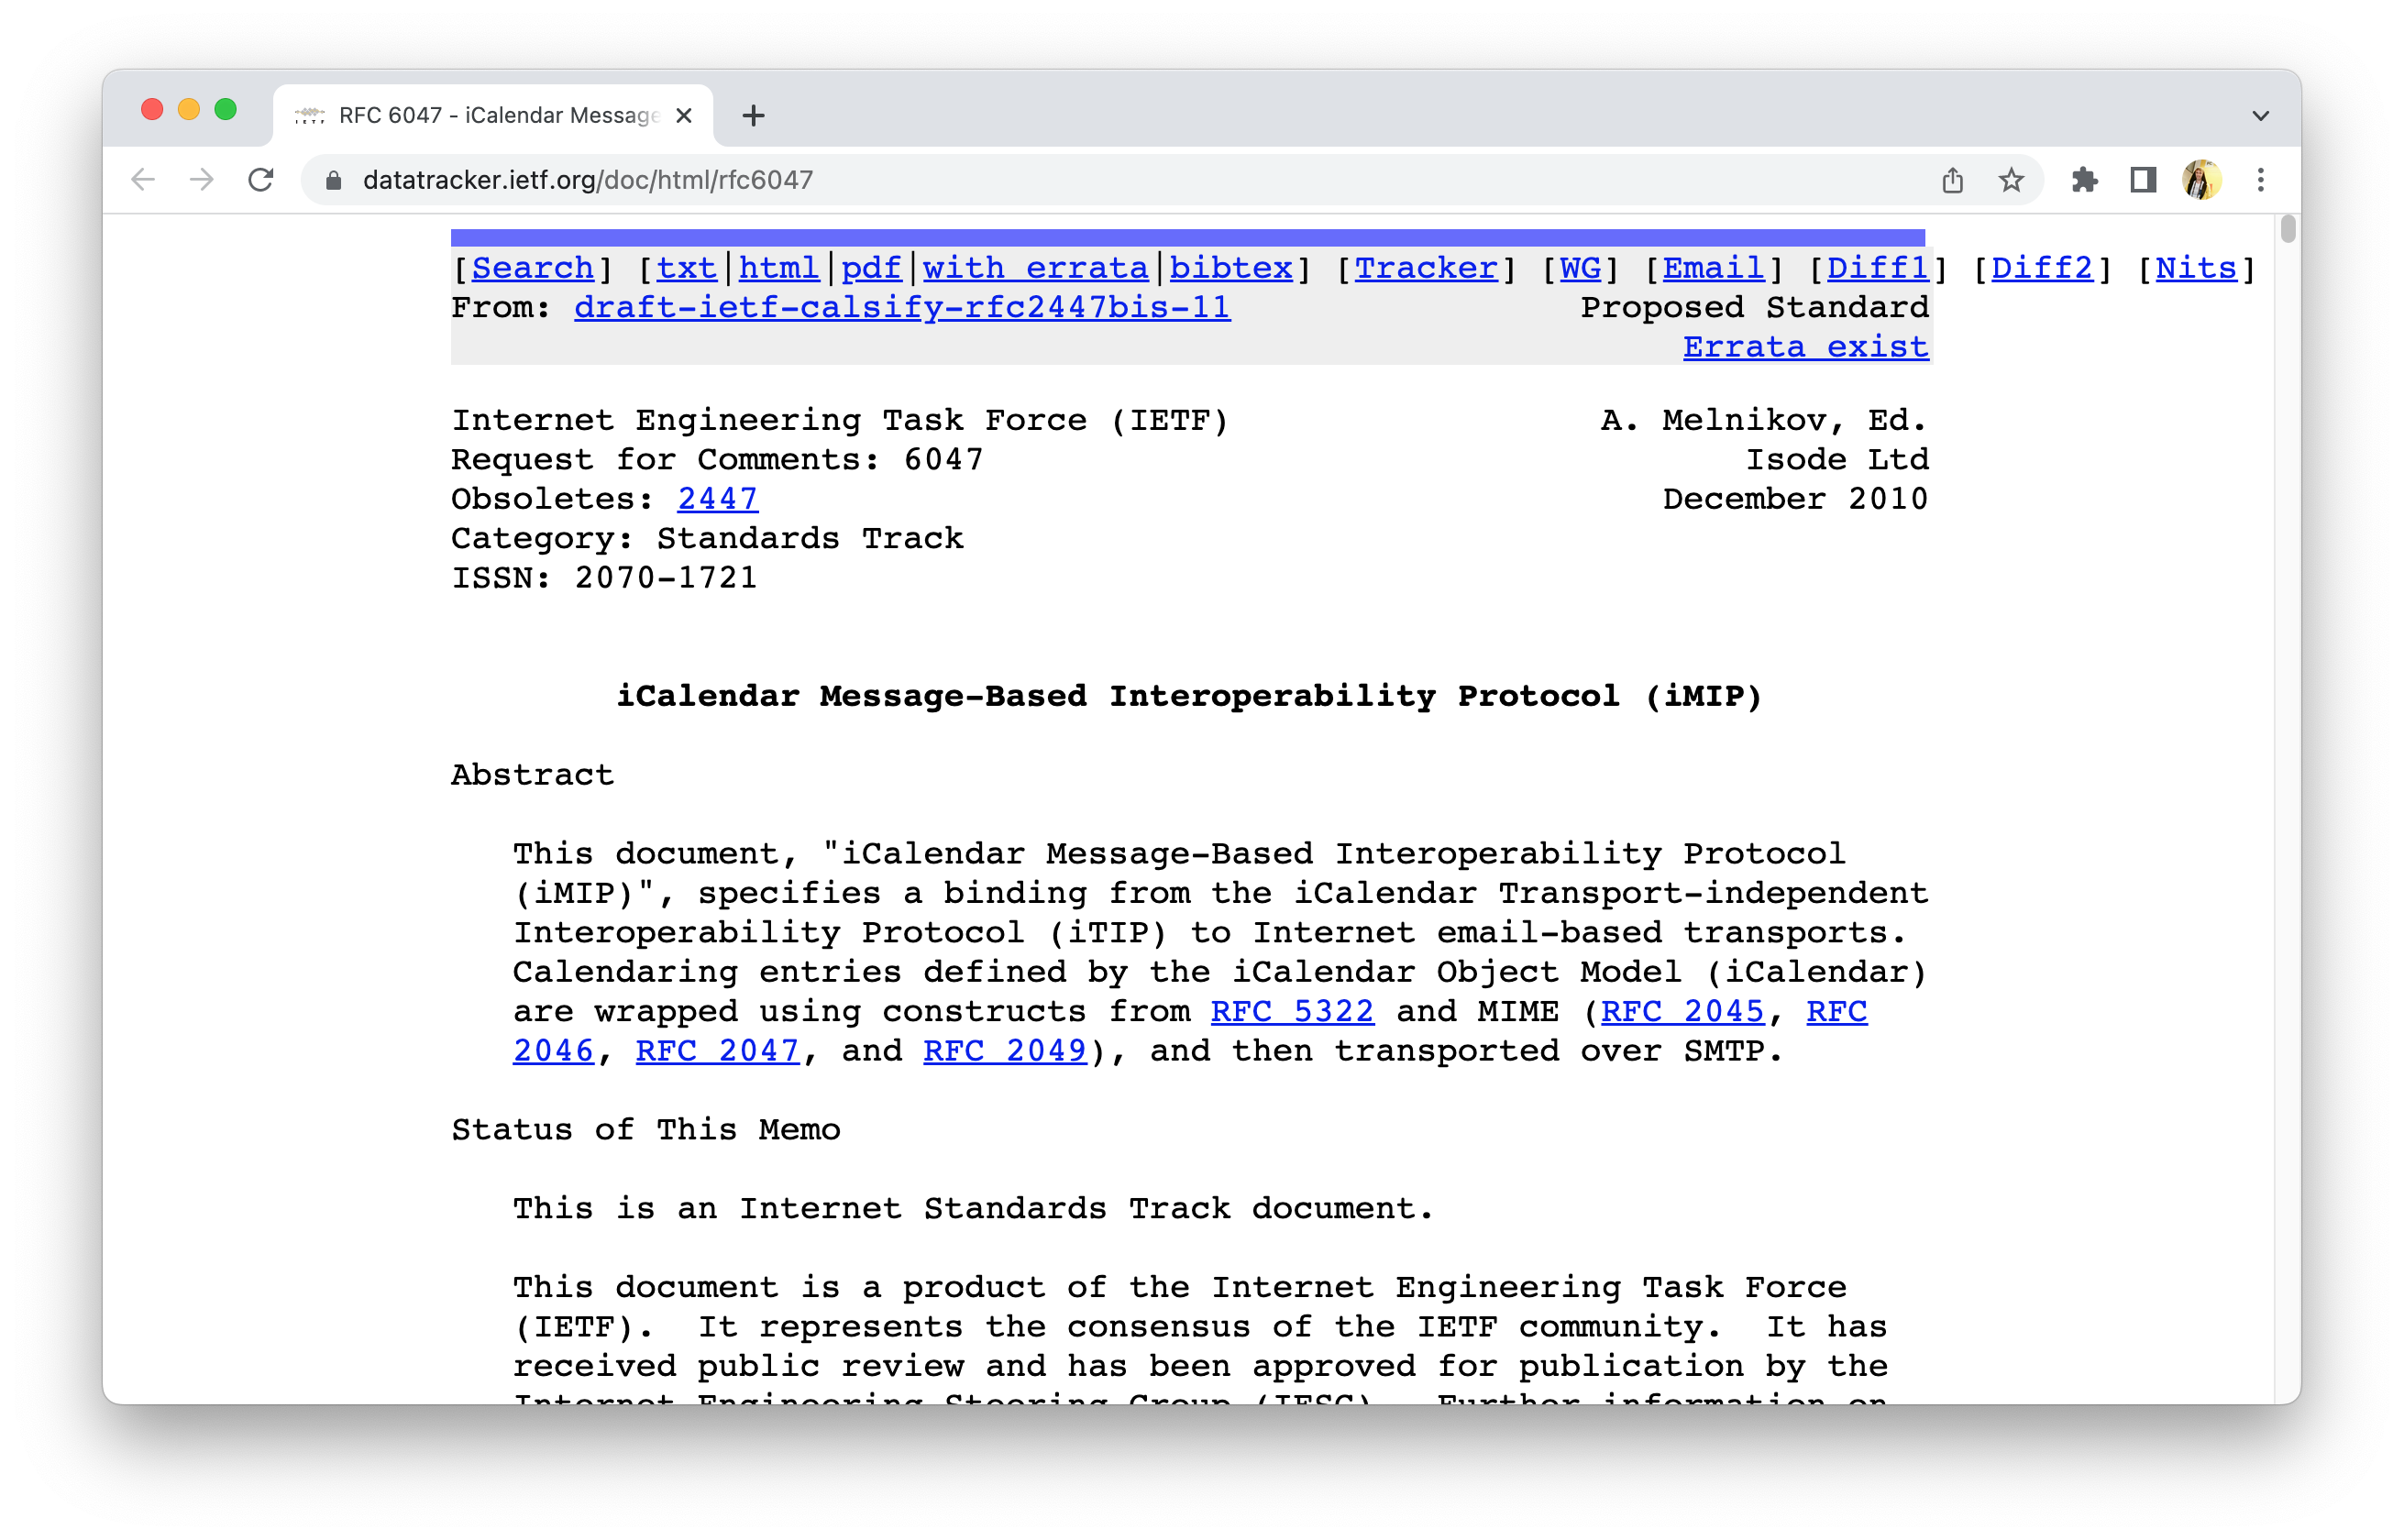 RFC 6047 - iCalendar Message
datatracker.ietf.org/doc/html/rfc6047
[Search] [txt|html|pdf|with errata|bibtex] [Tracker] [WG] [Email] [Diff1] [Diff2] [Nits]
From: draft-ietf-calsify-rfc2447bis-11 Proposed Standard
Errata exist
Internet Engineering Task Force (IETF) A. Melnikov, Ed.
Request for Comments: 6047 Isode Ltd
Obsoletes: 2447 December 2010
Category: Standards Track
ISSN: 2070-1721
iCalendar Message-Based Interoperability Protocol (iMIP)
Abstract
This document, "iCalendar Message-Based Interoperability Protocol
(iMIP)", specifies a binding from the iCalendar Transport-independent
Interoperability Protocol (iTIP) to Internet email-based transports.
Calendaring entries defined by the iCalendar Object Model (iCalendar)
are wrapped using constructs from RFC 5322 and MIME (RFC 2045, RFC
2046, RFC 2047, and RFC 2049), and then transported over SMTP.
Status of This Memo
This is an Internet Standards Track document.
This document is a product of the Internet Engineering Task Force
(IETF). It represents the consensus of the IETF community. It has
received public review and has been approved for publication by the
Internet Engineering Steering Group (IESG). Further information on